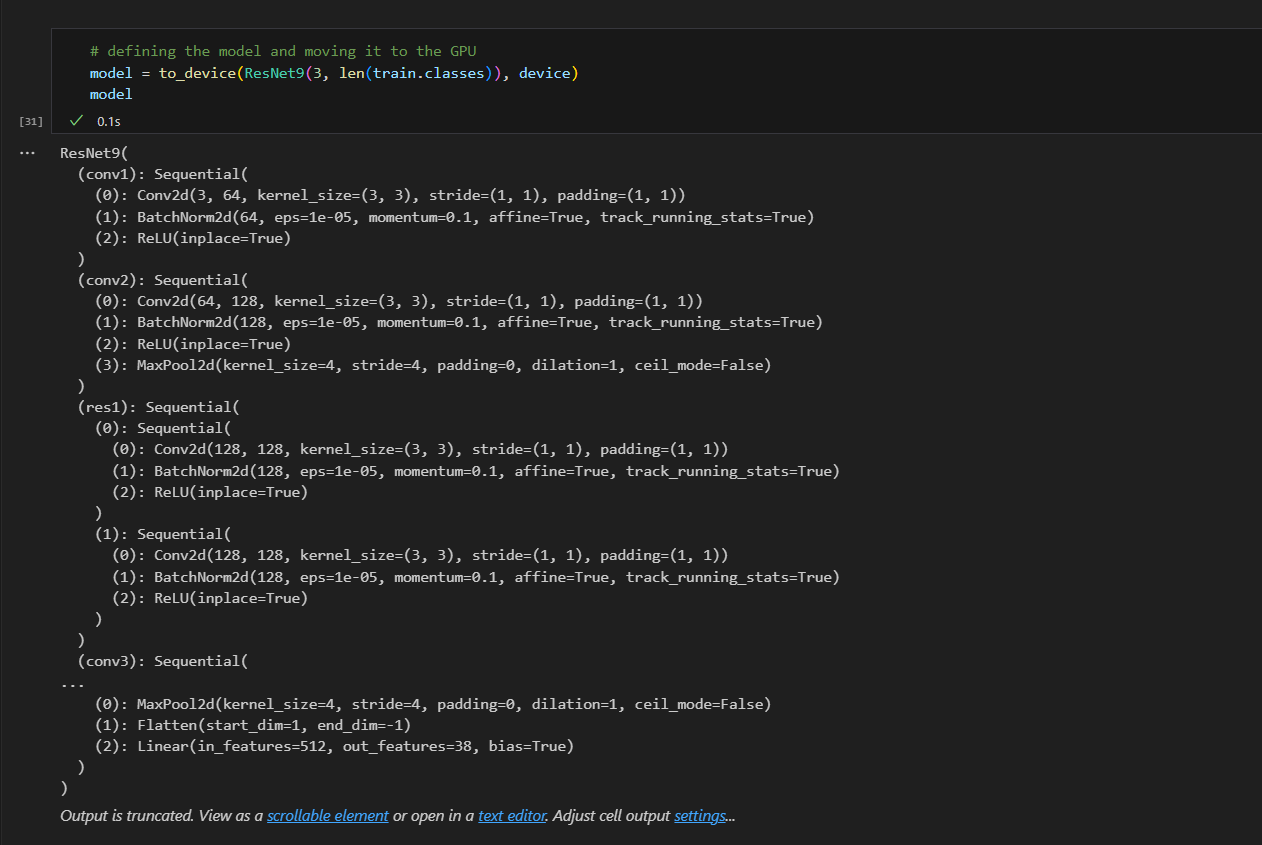 # defining the model and moving it to the GPU
model = to_device(ResNet9(3, len(train.classes)), device)
model
[31]
0.1s
...
ResNet9(
  (conv1): Sequential(
    (0): Conv2d(3, 64, kernel_size=(3, 3), stride=(1, 1), padding=(1, 1))
    (1): BatchNorm2d(64, eps=1e-05, momentum=0.1, affine=True, track_running_stats=True)
    (2): ReLU(inplace=True)
  )
  (conv2): Sequential(
    (0): Conv2d(64, 128, kernel_size=(3, 3), stride=(1, 1), padding=(1, 1))
    (1): BatchNorm2d(128, eps=1e-05, momentum=0.1, affine=True, track_running_stats=True)
    (2): ReLU(inplace=True)
    (3): MaxPool2d(kernel_size=4, stride=4, padding=0, dilation=1, ceil_mode=False)
  )
  (res1): Sequential(
    (0): Sequential(
      (0): Conv2d(128, 128, kernel_size=(3, 3), stride=(1, 1), padding=(1, 1))
      (1): BatchNorm2d(128, eps=1e-05, momentum=0.1, affine=True, track_running_stats=True)
      (2): ReLU(inplace=True)
    )
    (1): Sequential(
      (0): Conv2d(128, 128, kernel_size=(3, 3), stride=(1, 1), padding=(1, 1))
      (1): BatchNorm2d(128, eps=1e-05, momentum=0.1, affine=True, track_running_stats=True)
      (2): ReLU(inplace=True)
    )
  )
  (conv3): Sequential(
...
    (0): MaxPool2d(kernel_size=4, stride=4, padding=0, dilation=1, ceil_mode=False)
    (1): Flatten(start_dim=1, end_dim=-1)
    (2): Linear(in_features=512, out_features=38, bias=True)
  )
)
Output is truncated. View as a scrollable element or open in a text editor. Adjust cell output settings...